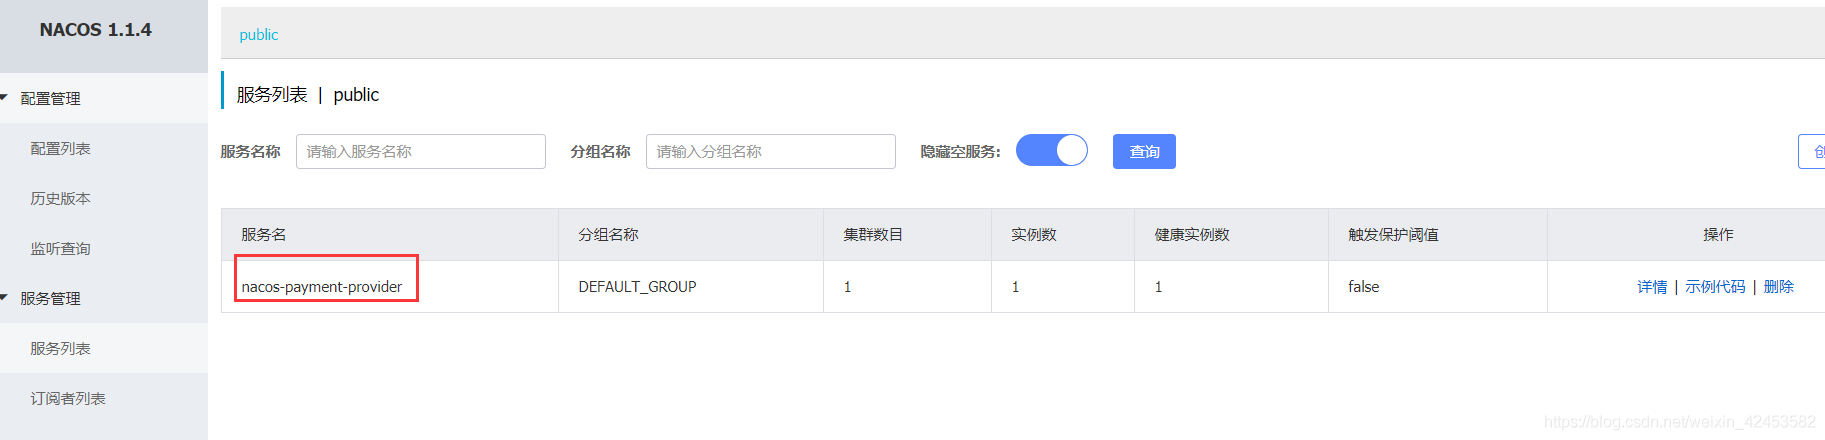 NACOS 1.1.4
public
配置管理
配置列表
历史版本
监听查询
服务管理
服务列表
订阅者列表
服务列表 | public
服务名称 请输入服务名称 分组名称 请输入分组名称 隐藏空服务: 查询 创
服务名 分组名称 集群数目 实例数 健康实例数 触发保护阈值 操作
nacos-payment-provider DEFAULT_GROUP 1 1 1 false 详情 | 示例代码 | 删除
https://blog.csdn.net/weixin_42453582